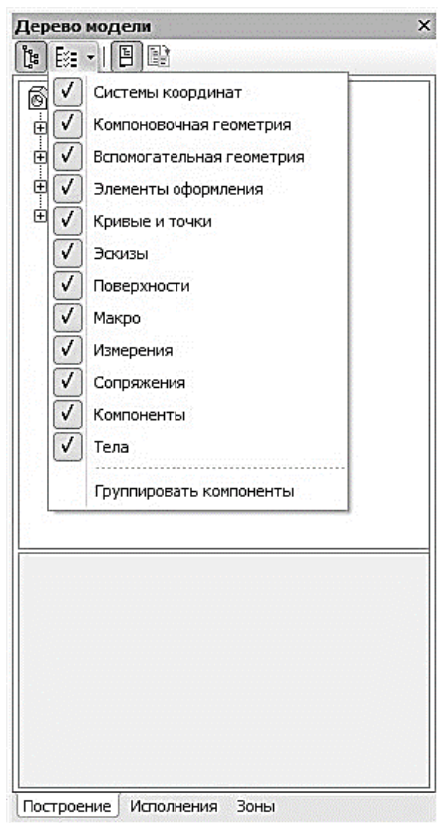 Дерево модели
Системы координат
Компоновочная геометрия
Вспомогательная геометрия
Элементы оформления
Кривые и точки
Эскизы
Поверхности
Макро
Измерения
Сопряжения
Компоненты
Тела
Группировать компоненты
Построение Исполнения Зоны